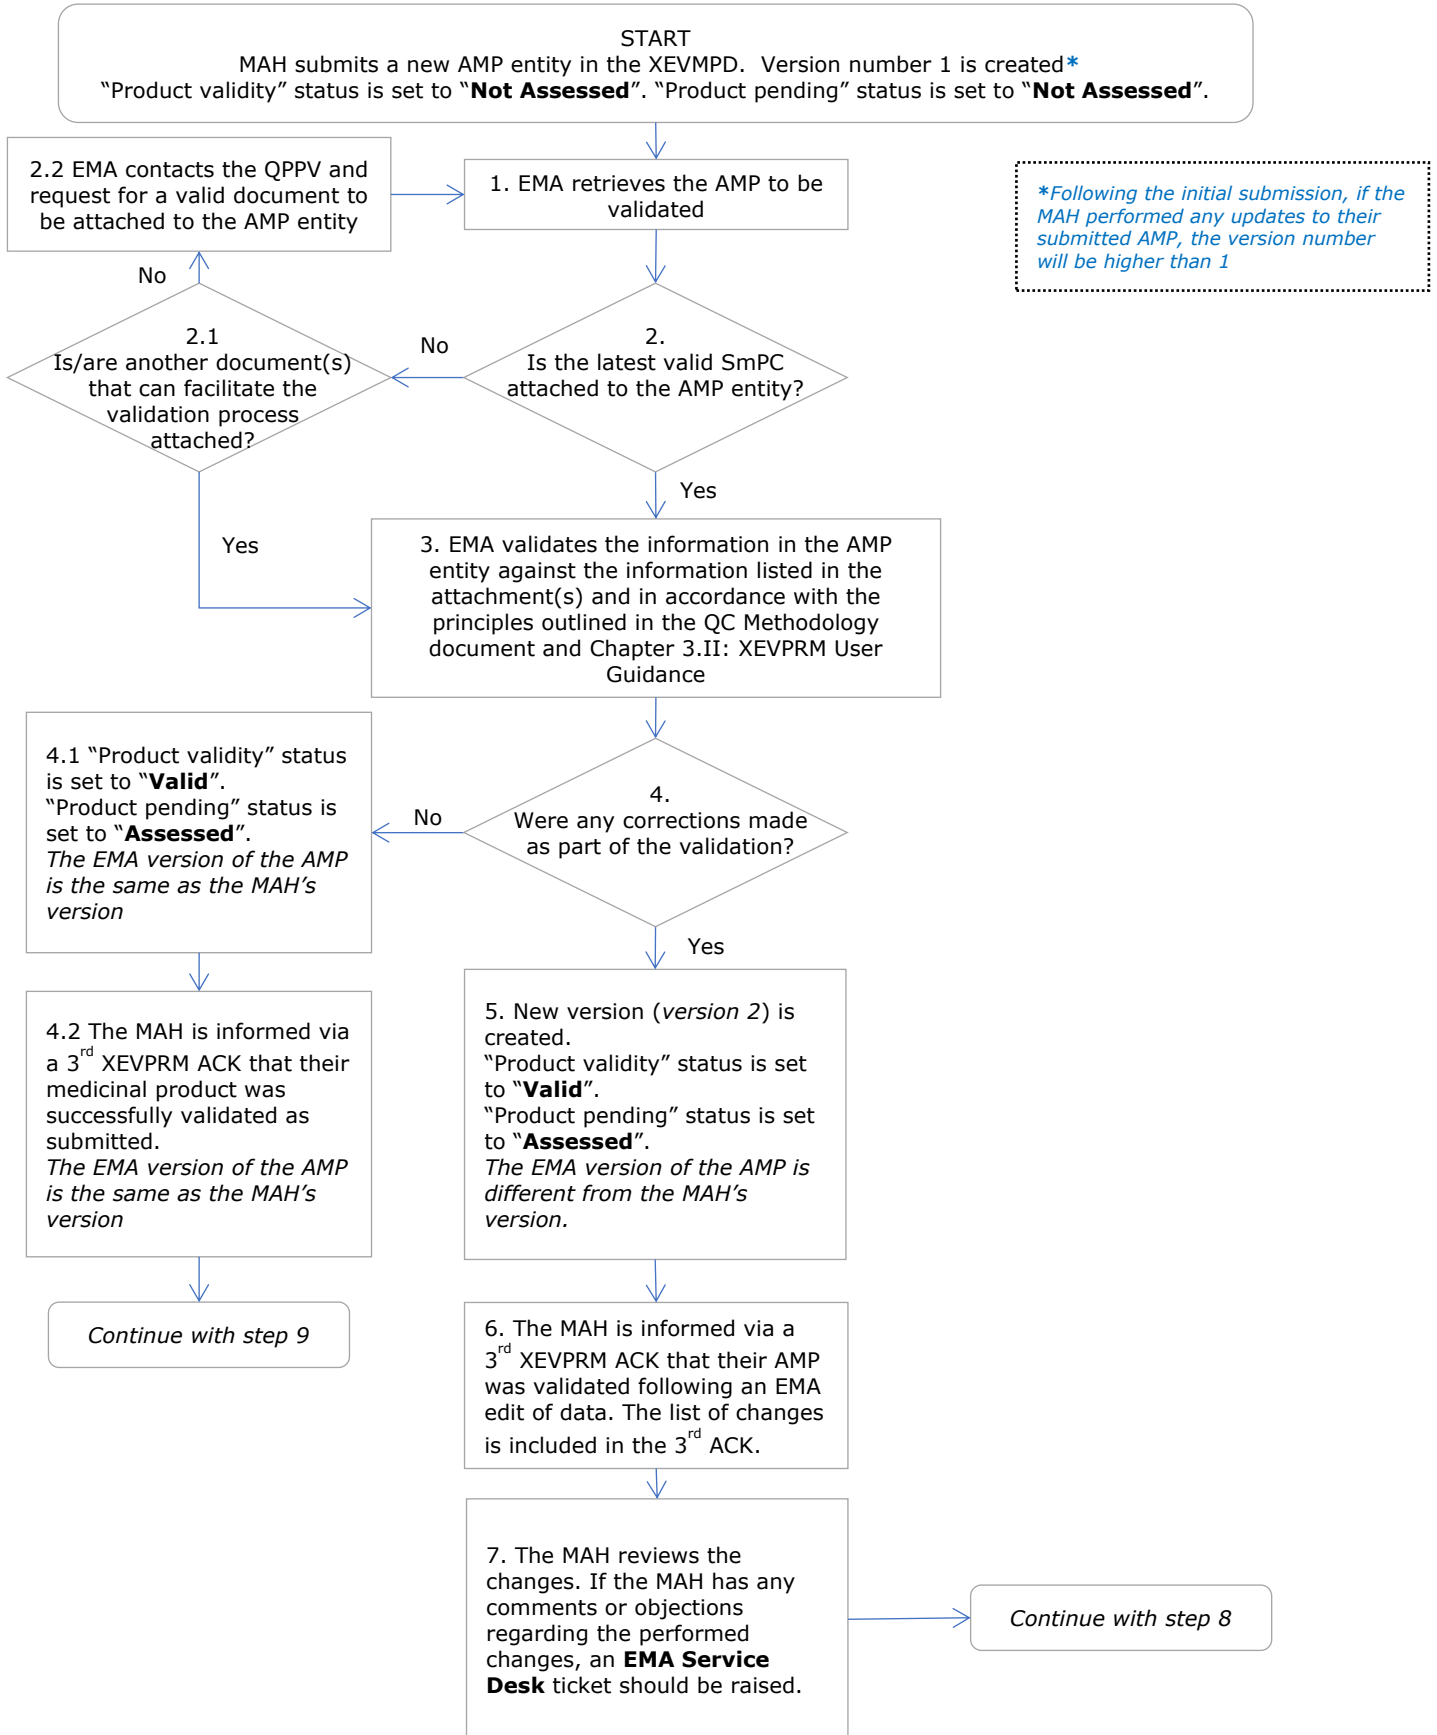 START
MAH submits a new AMP entity in the XEVMPD.  Version number 1 is created*
“Product validity” status is set to “Not Assessed”. “Product pending” status is set to “Not Assessed”.
2.2 EMA contacts the QPPV and
request for a valid document to
be attached to the AMP entity
1. EMA retrieves the AMP to be
validated
*Following the initial submission, if the
MAH performed any updates to their
submitted AMP, the version number
will be higher than 1
No
2.1
Is/are another document(s)
that can facilitate the
validation process
attached?
No
2.
Is the latest valid SmPC
attached to the AMP entity?
Yes
Yes
3. EMA validates the information in the AMP
entity against the information listed in the
attachment(s) and in accordance with the
principles outlined in the QC Methodology
document and Chapter 3.II: XEVPRM User
Guidance
4.1 “Product validity” status
is set to “Valid”.
“Product pending” status is
set to “Assessed”.
The EMA version of the AMP
is the same as the MAH’s
version
No
4.
Were any corrections made
as part of the validation?
Yes
4.2 The MAH is informed via
a 3rd XEVPRM ACK that their
medicinal product was
successfully validated as
submitted.
The EMA version of the AMP
is the same as the MAH’s
version
5. New version (version 2) is
created.
“Product validity” status is set
to “Valid”.
“Product pending” status is set
to “Assessed”.
The EMA version of the AMP is
different from the MAH’s
version.
Continue with step 9
6. The MAH is informed via a
3rd XEVPRM ACK that their AMP
was validated following an EMA
edit of data. The list of changes
is included in the 3rd ACK.
7. The MAH reviews the
changes. If the MAH has any
comments or objections
regarding the performed
changes, an EMA Service
Desk ticket should be raised.
Continue with step 8